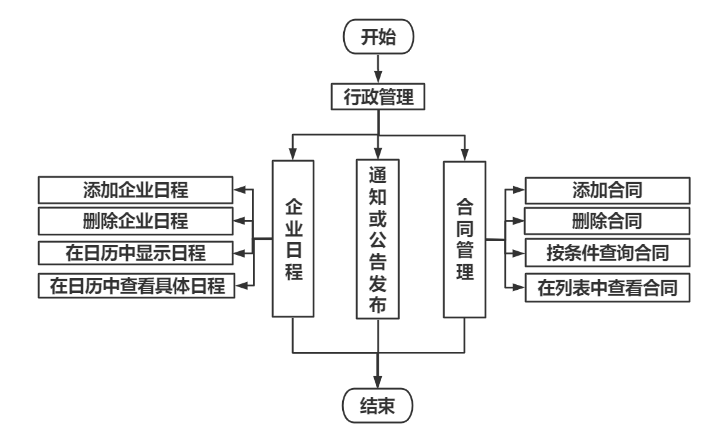 开始
行政管理
添加企业日程
删除企业日程
在日历中显示日程
在日历中查看具体日程
企业日程
通知或公告发布
合同管理
添加合同
删除合同
按条件查询合同
在列表中查看合同
结束